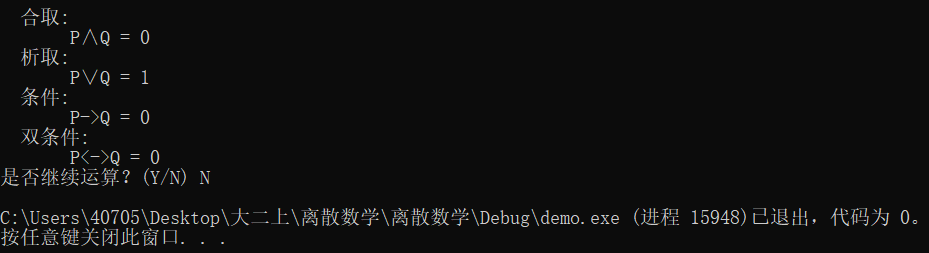 合取:
P∧Q = 0
析取:
P∨Q = 1
条件:
P->Q = 0
双条件:
P<->Q = 0
是否继续运算？(Y/N) N
C:\Users\40705\Desktop\大二上\离散数学\离散数学\Debug\demo.exe (进程 15948)已退出，代码为 0。
按任意键关闭此窗口. . .